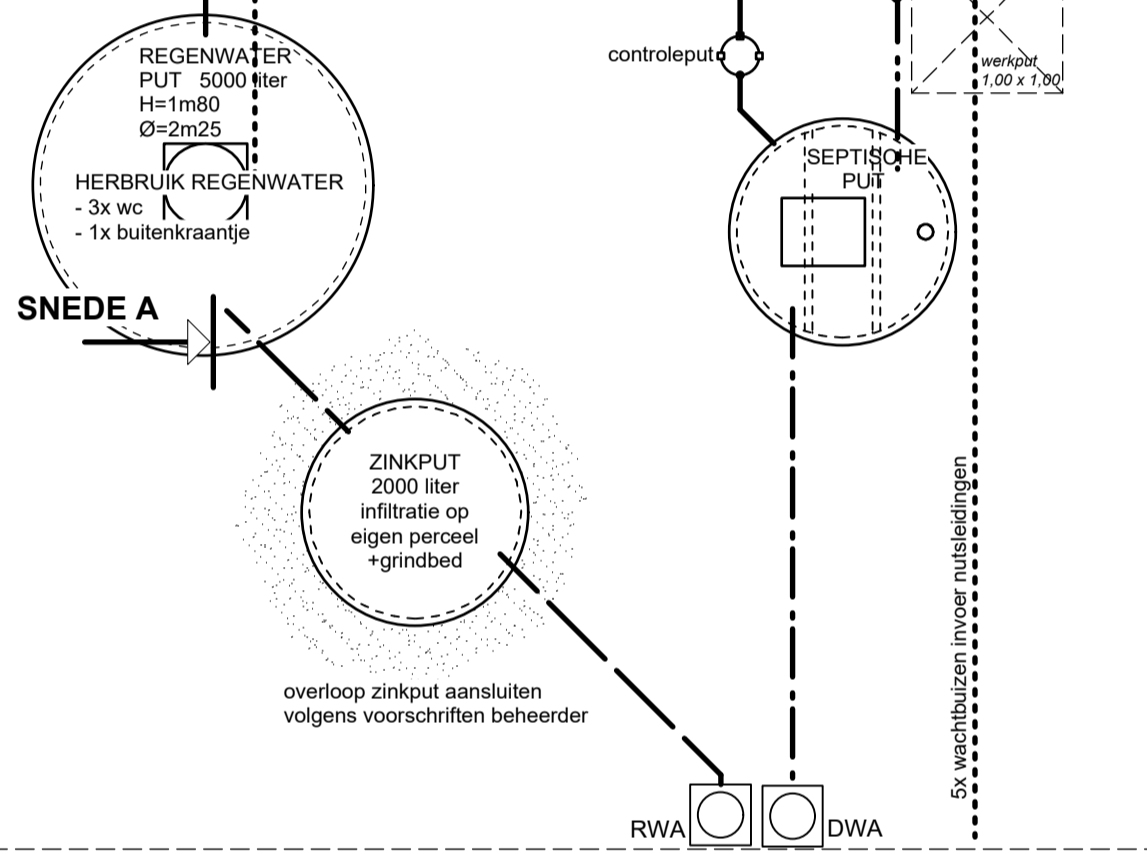 REGENWATER
PUT 5000 liter
H=1m80
Ø=2m25
HERBRUIK REGENWATER
- 3x wc
- 1x buitenkraantje
SNEDE A
controleput
werkput
1,00 x 1,00
SEPTISCHE
PUT
ZINKPUT
2000 liter
infiltratie op
eigen perceel
+grindbed
overloop zinkput aansluiten
volgens voorschriften beheerder
5x wachtbuizen invoer nutsleidingen
RWA
DWA